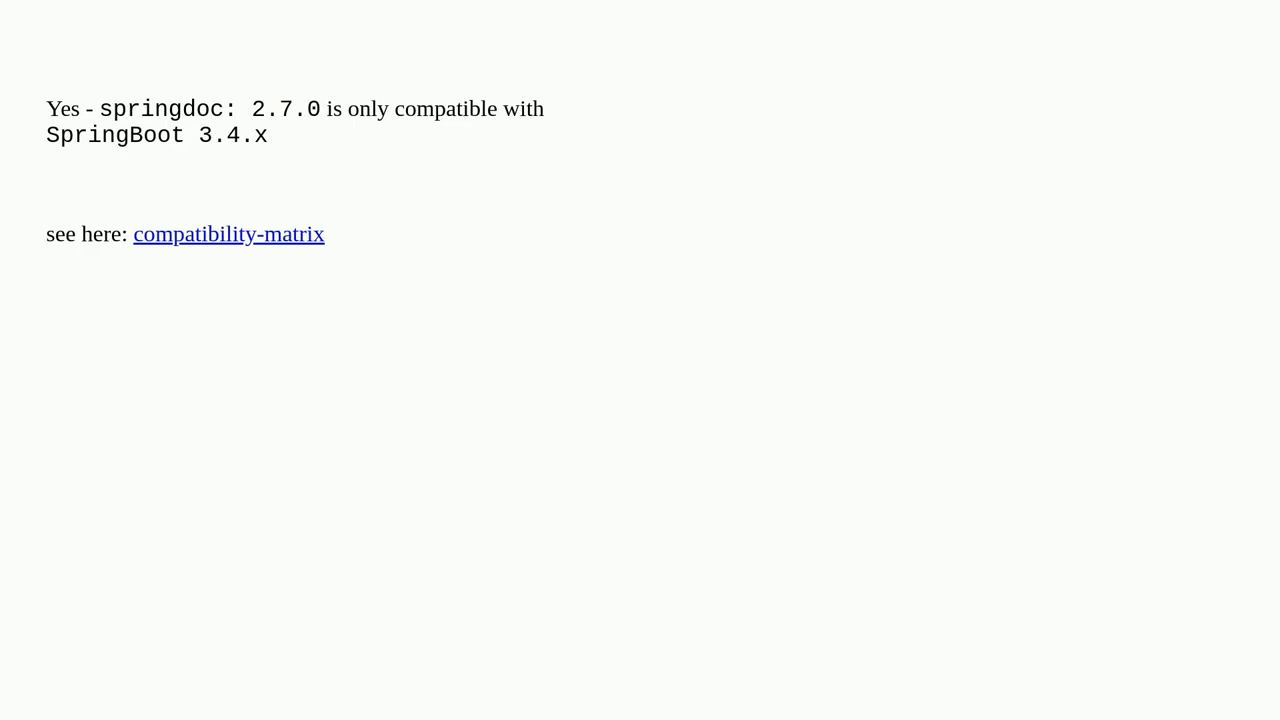 Yes - springdoc: 2.7.0 is only compatible with
SpringBoot 3.4.x
see here: compatibility-matrix